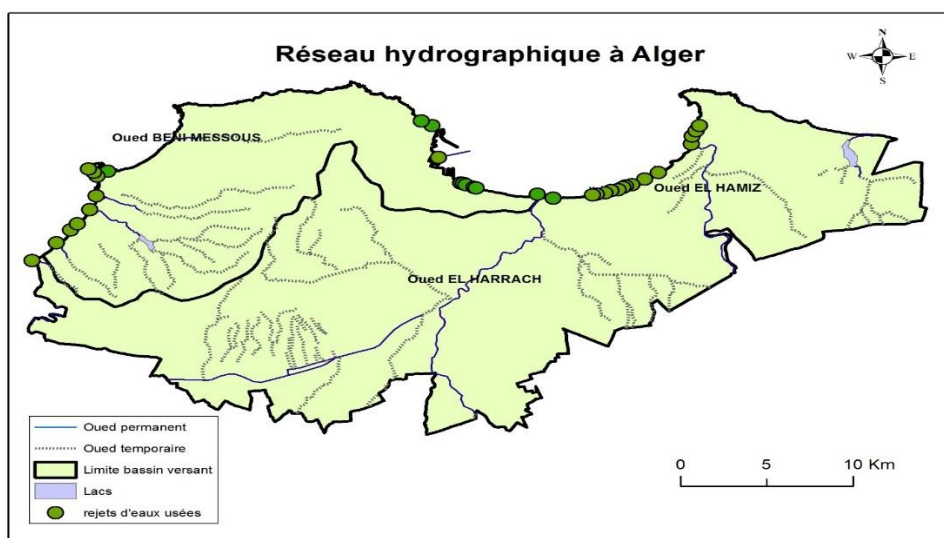 Réseau hydrographique à Alger
N
W E
S
Oued BENI MESSOUS
Oued EL HAMIZ
Oued EL HARRACH
Oued permanent
Oued temporaire
Limite bassin versant
Lacs
rejets d'eaux usées
0 5 10 Km